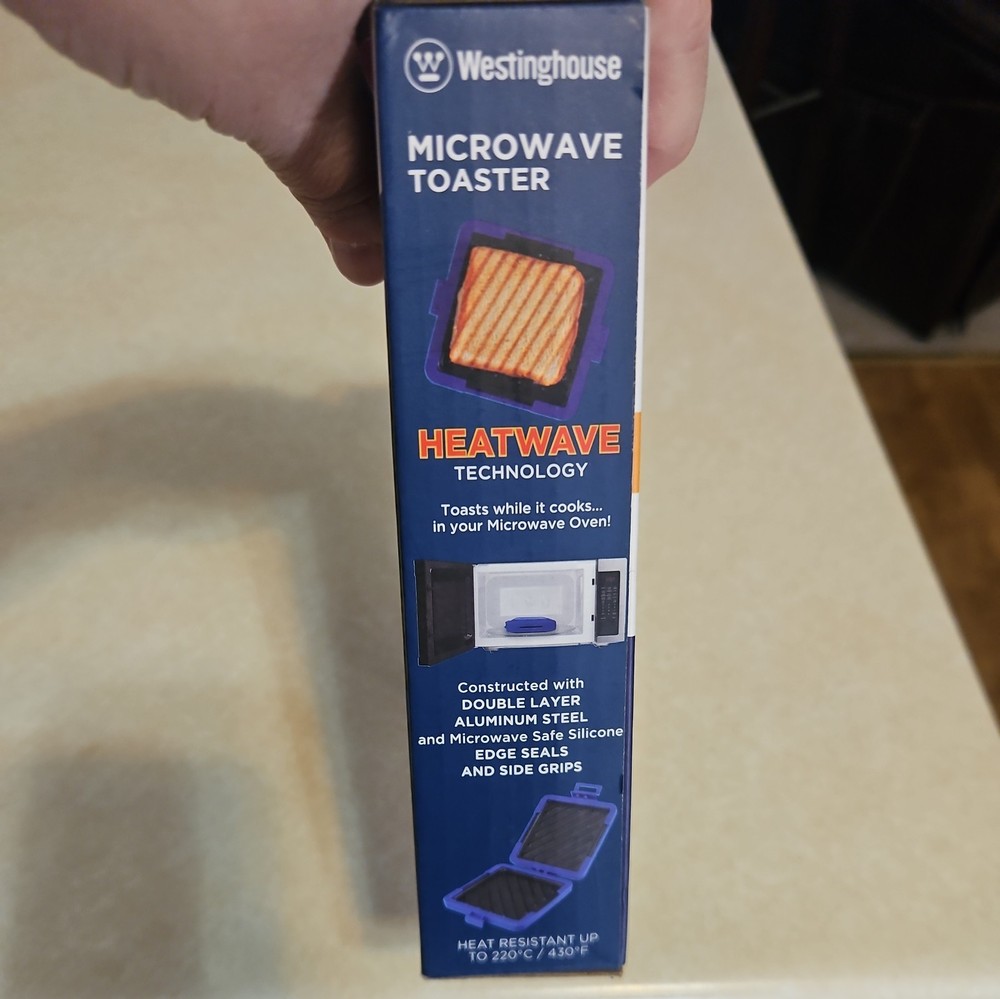 Westinghouse
MICROWAVE
TOASTER
HEATWAVE
TECHNOLOGY
Toasts while it cooks...
in your Microwave Oven!
Constructed with
DOUBLE LAYER
ALUMINUM STEEL
and Microwave Safe Silicone
EDGE SEALS
AND SIDE GRIPS
HEAT RESISTANT UP
TO 220°C / 430°F